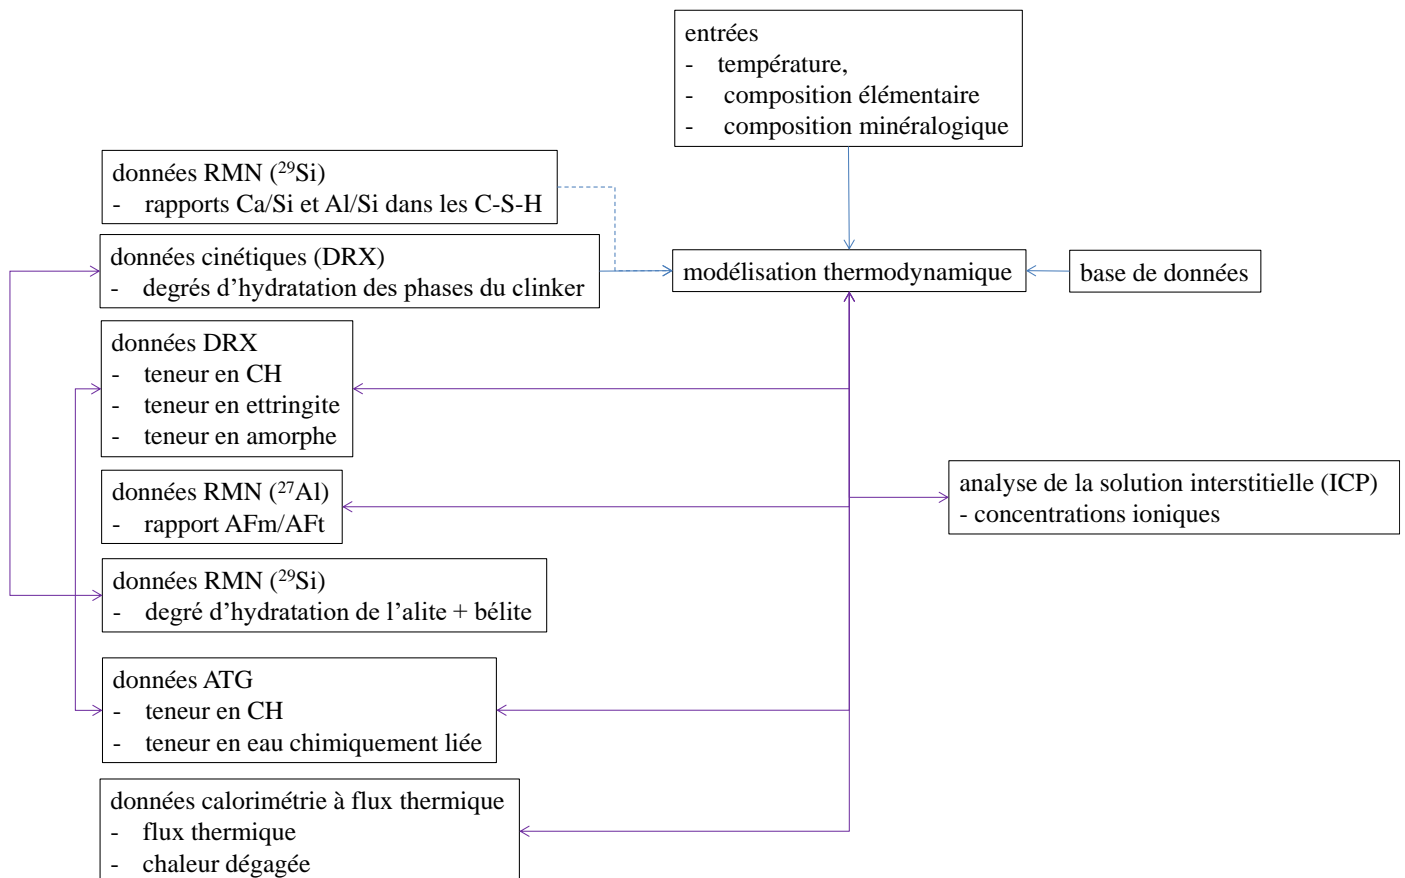 entrées
- température,
- composition élémentaire
- composition minéralogique
données RMN (²⁹Si)
- rapports Ca/Si et Al/Si dans les C-S-H
données cinétiques (DRX)
- degrés d’hydratation des phases du clinker
modélisation thermodynamique
base de données
données DRX
- teneur en CH
- teneur en ettringite
- teneur en amorphe
données RMN (²⁷Al)
- rapport AFm/AFt
analyse de la solution interstitielle (ICP)
- concentrations ioniques
données RMN (²⁹Si)
- degré d’hydratation de l’alite + bélite
données ATG
- teneur en CH
- teneur en eau chimiquement liée
données calorimétrie à flux thermique
- flux thermique
- chaleur dégagée